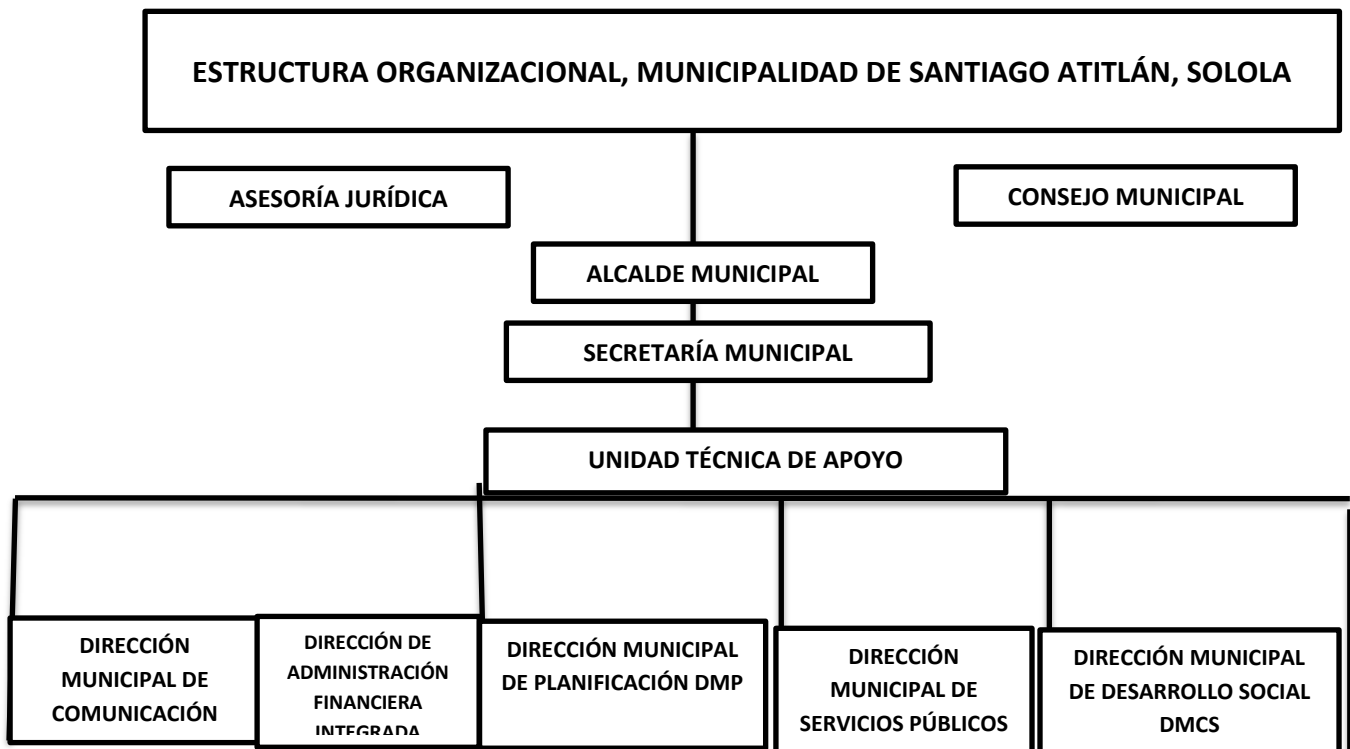 ESTRUCTURA ORGANIZACIONAL, MUNICIPALIDAD DE SANTIAGO ATITLÁN, SOLOLA
ASESORÍA JURÍDICA
CONSEJO MUNICIPAL
ALCALDE MUNICIPAL
SECRETARÍA MUNICIPAL
UNIDAD TÉCNICA DE APOYO
DIRECCIÓN
MUNICIPAL DE
COMUNICACIÓN
DIRECCIÓN DE
ADMINISTRACIÓN
FINANCIERA
INTEGRADA
DIRECCIÓN MUNICIPAL
DE PLANIFICACIÓN DMP
DIRECCIÓN
MUNICIPAL DE
SERVICIOS PÚBLICOS
DIRECCIÓN MUNICIPAL
DE DESARROLLO SOCIAL
DMCS